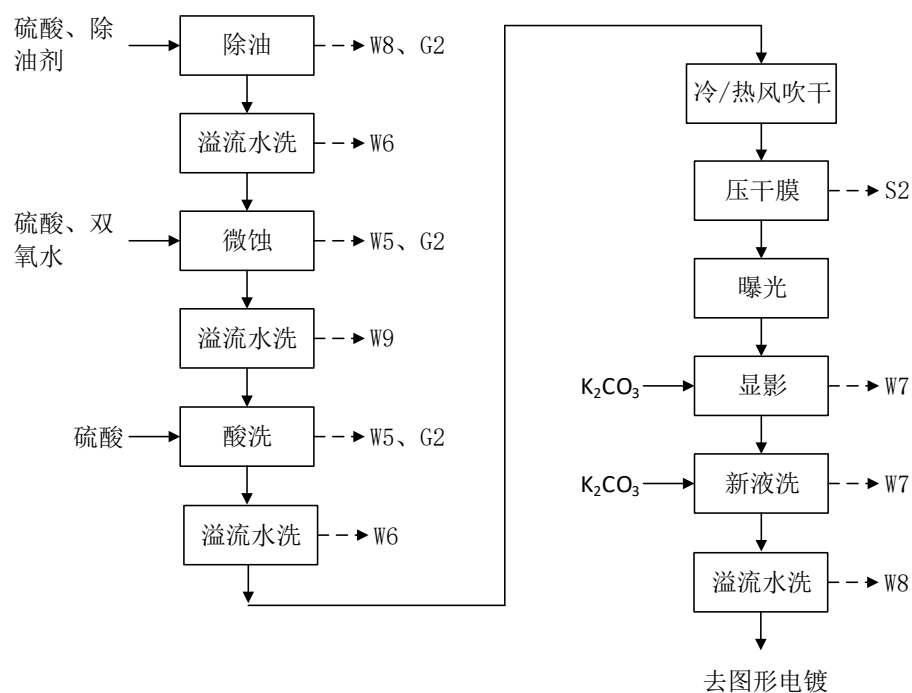 硫酸、除
油剂
除油
W8、G2
溢流水洗
W6
硫酸、双
氧水
微蚀
W5、G2
溢流水洗
W9
硫酸
酸洗
W5、G2
溢流水洗
W6
冷/热风吹干
压干膜
S2
曝光
K₂CO₃
显影
W7
K₂CO₃
新液洗
W7
溢流水洗
W8
去图形电镀